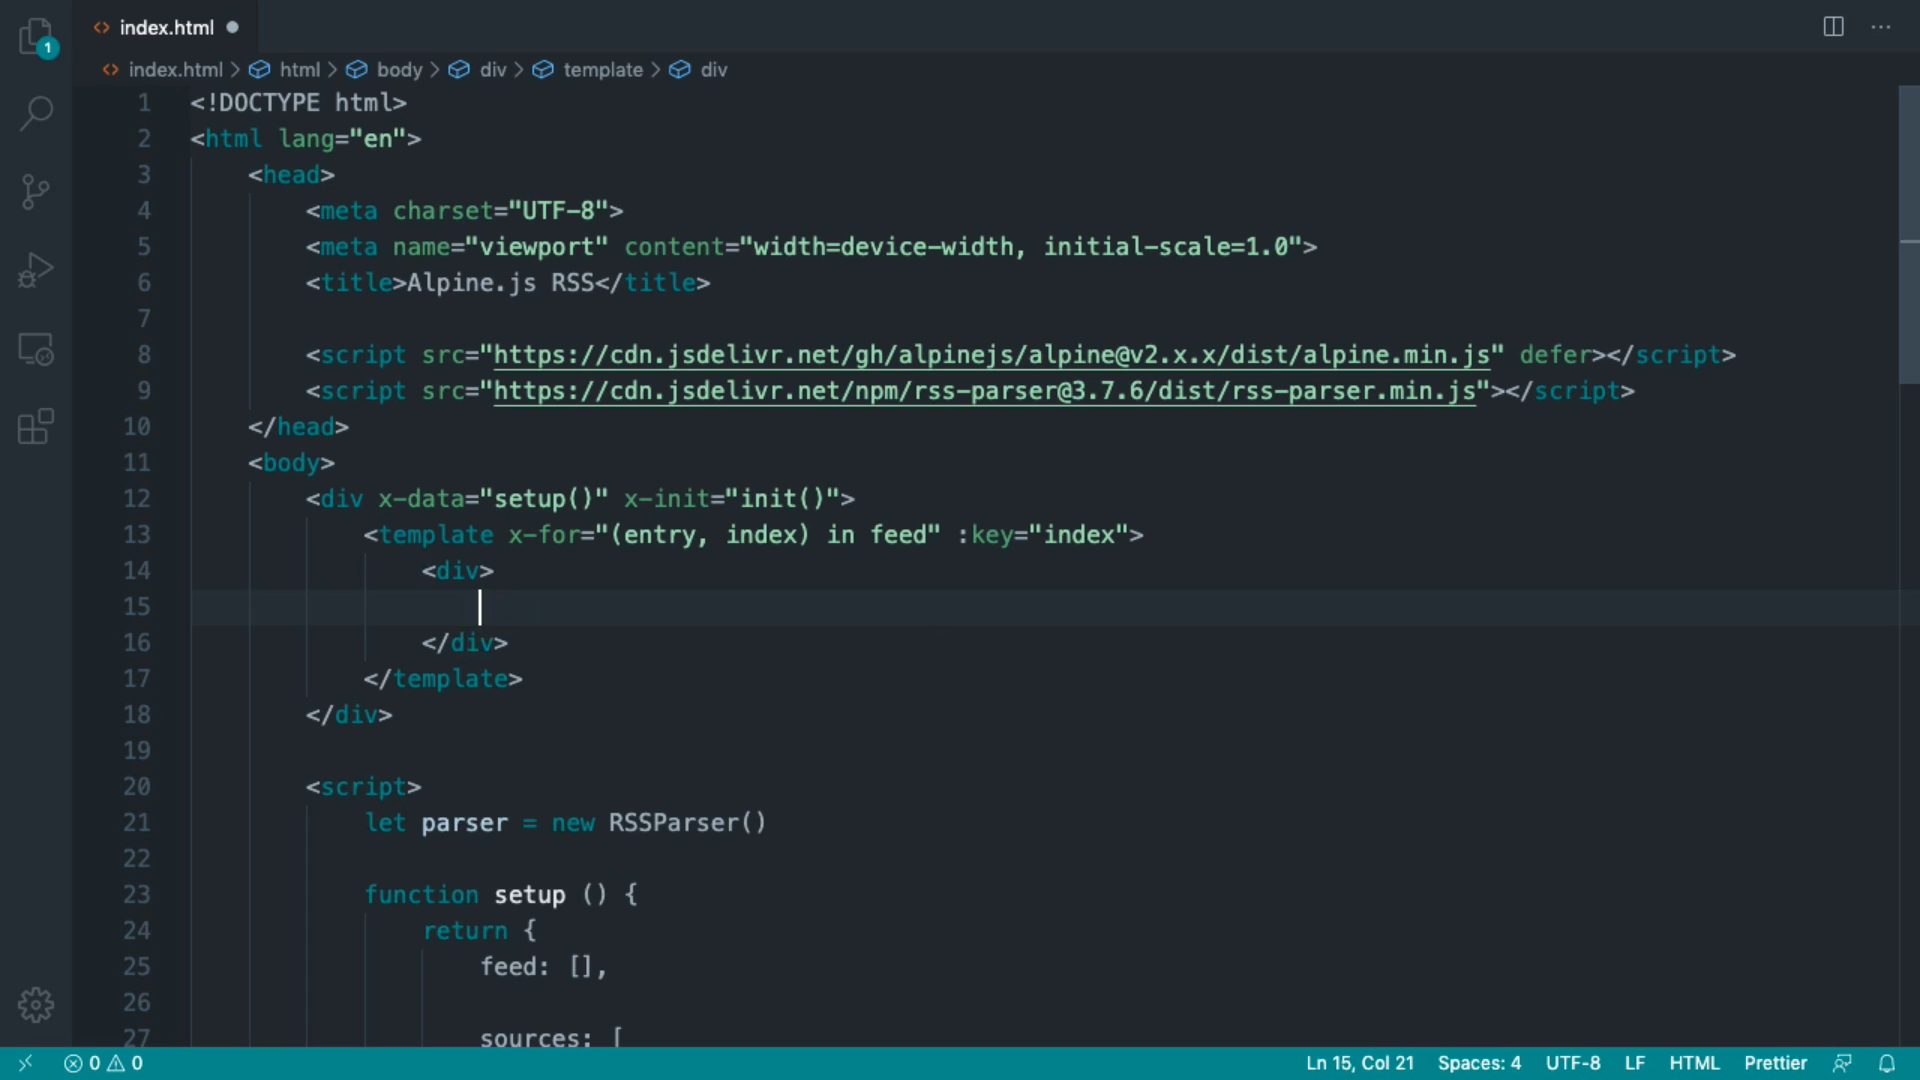 index.html
index.html > html > body > div > template > div
1
1 <!DOCTYPE html>
2 <html lang="en">
3 <head>
4 <meta charset="UTF-8">
5 <meta name="viewport" content="width=device-width, initial-scale=1.0">
6 <title>Alpine.js RSS</title>
7
8 <script src="https://cdn.jsdelivr.net/gh/alpinejs/alpine@v2.x.x/dist/alpine.min.js" defer></script>
9 <script src="https://cdn.jsdelivr.net/npm/rss-parser@3.7.6/dist/rss-parser.min.js"></script>
10 </head>
11 <body>
12 <div x-data="setup()" x-init="init()">
13 <template x-for="(entry, index) in feed" :key="index">
14 <div>
15
16 </div>
17 </template>
18 </div>
19
20 <script>
21 let parser = new RSSParser()
22
23 function setup () {
24 return {
25 feed: [],
26
27 sources: [
0 0 Ln 15, Col 21 Spaces: 4 UTF-8 LF HTML Prettier